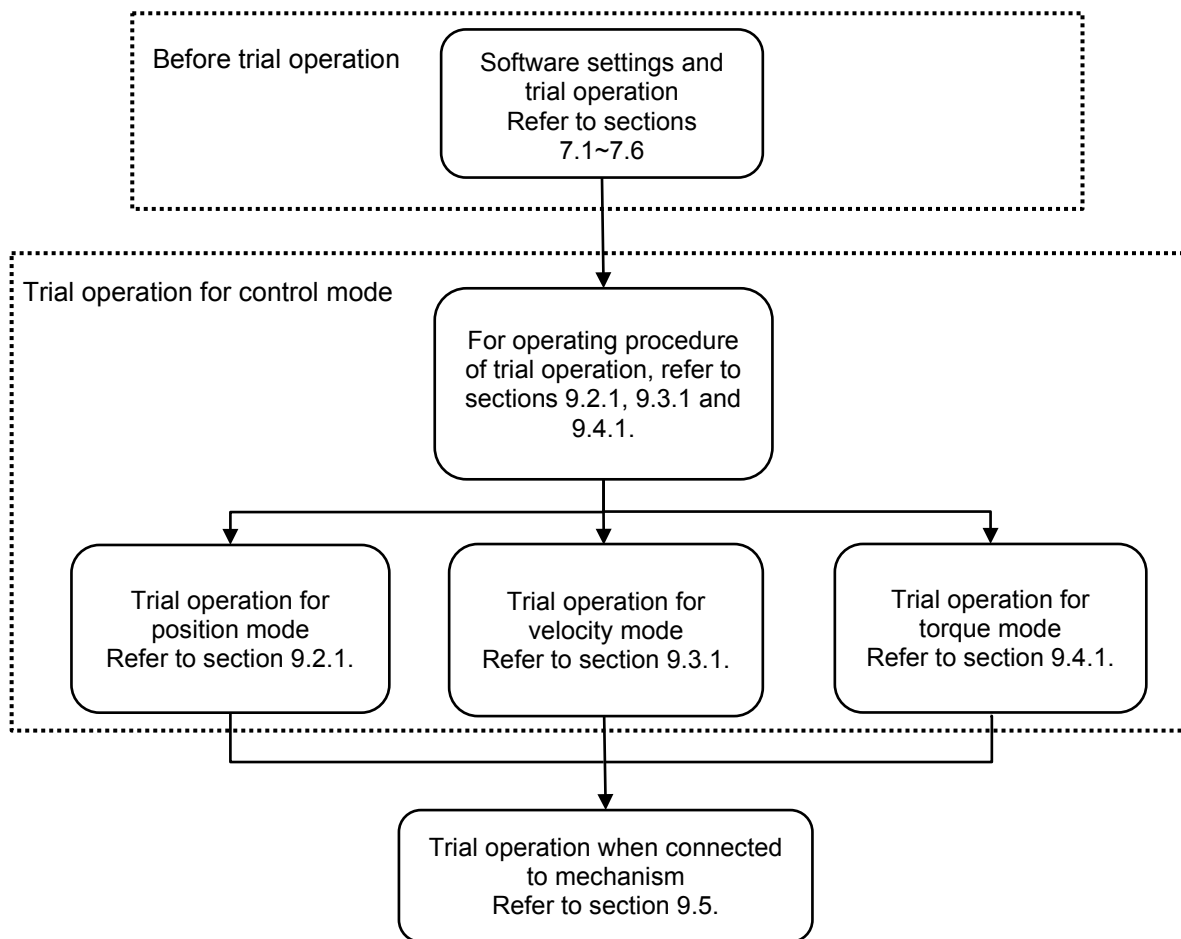 Before trial operation
Software settings and
trial operation
Refer to sections
7.1~7.6
Trial operation for control mode
For operating procedure
of trial operation, refer to
sections 9.2.1, 9.3.1 and
9.4.1.
Trial operation for
position mode
Refer to section 9.2.1.
Trial operation for
velocity mode
Refer to section 9.3.1.
Trial operation for
torque mode
Refer to section 9.4.1.
Trial operation when connected
to mechanism
Refer to section 9.5.